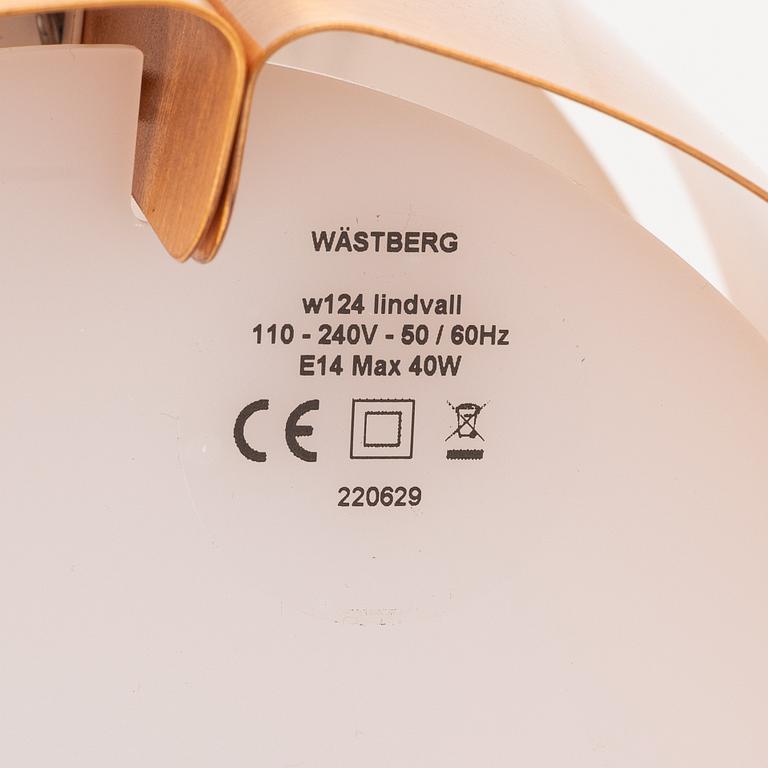 WÄSTBERG
w124 lindvall
110 - 240V - 50 / 60Hz
E14 Max 40W
CE
220629